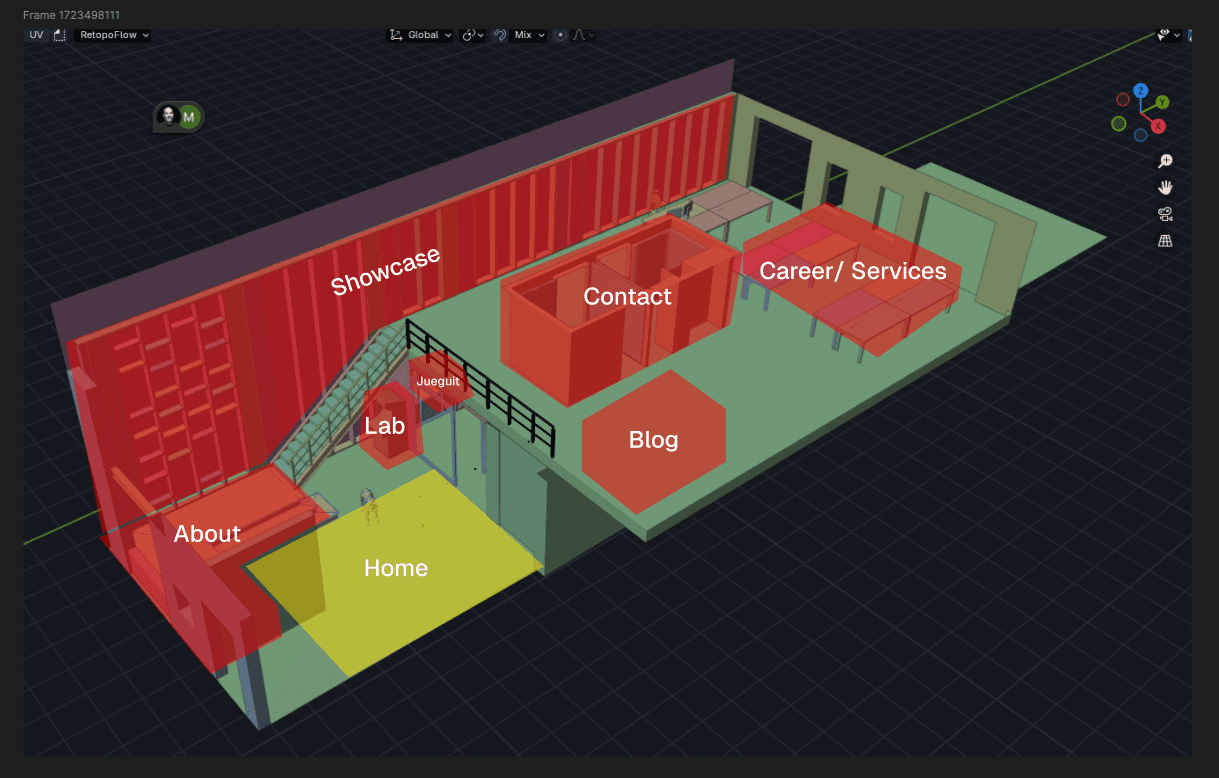 Frame 1723498111
UV RetopoFlow Global Mix
Z
Y
X
M
Showcase
Contact
Career/ Services
Jueguit
Lab
Blog
About
Home